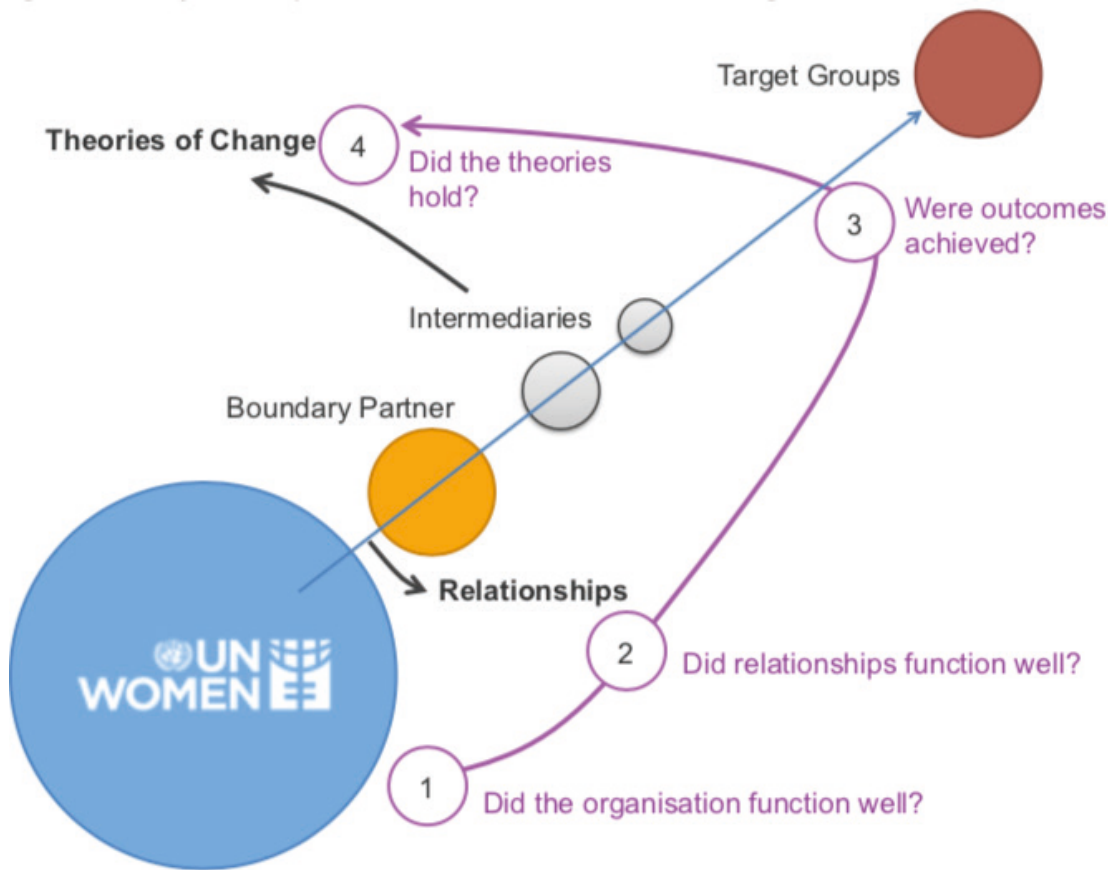 Target Groups
Theories of Change
4
Did the theories
hold?
3
Were outcomes
achieved?
Intermediaries
Boundary Partner
Relationships
UN
WOMEN
2
Did relationships function well?
1
Did the organisation function well?